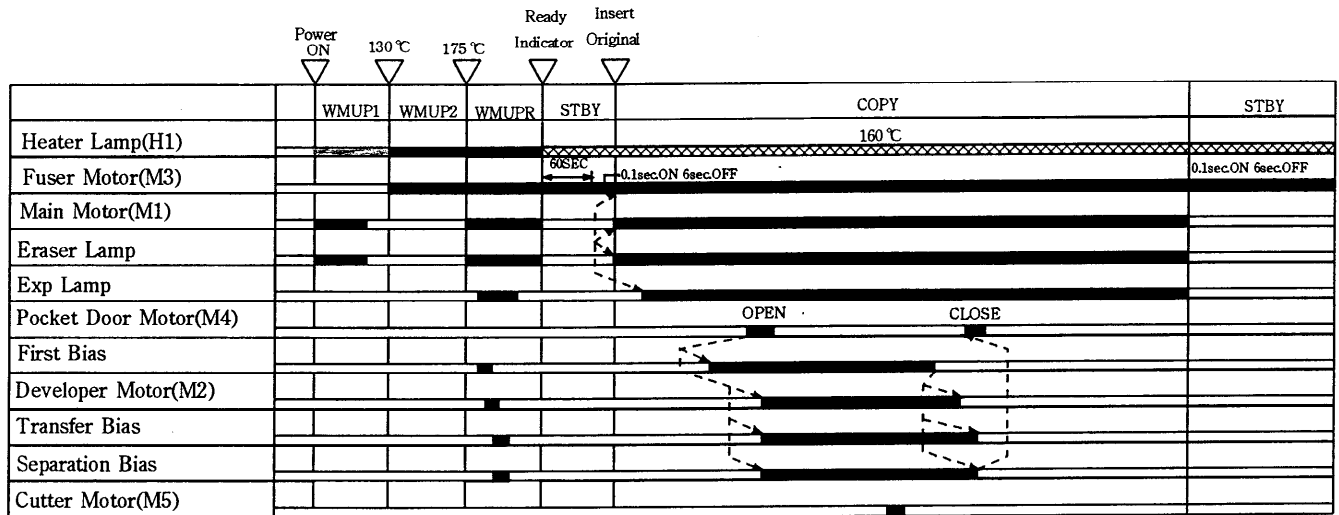 Power
ON
130℃
175℃
Ready
Indicator
Insert
Original
WMUP1 WMUP2 WMUPR STBY COPY STBY
Heater Lamp(H1)
160℃
60SEC
Fuser Motor(M3)
0.1sec.ON 6sec.OFF
0.1sec.ON 6sec.OFF
Main Motor(M1)
Eraser Lamp
Exp Lamp
Pocket Door Motor(M4)
OPEN
CLOSE
First Bias
Developer Motor(M2)
Transfer Bias
Separation Bias
Cutter Motor(M5)